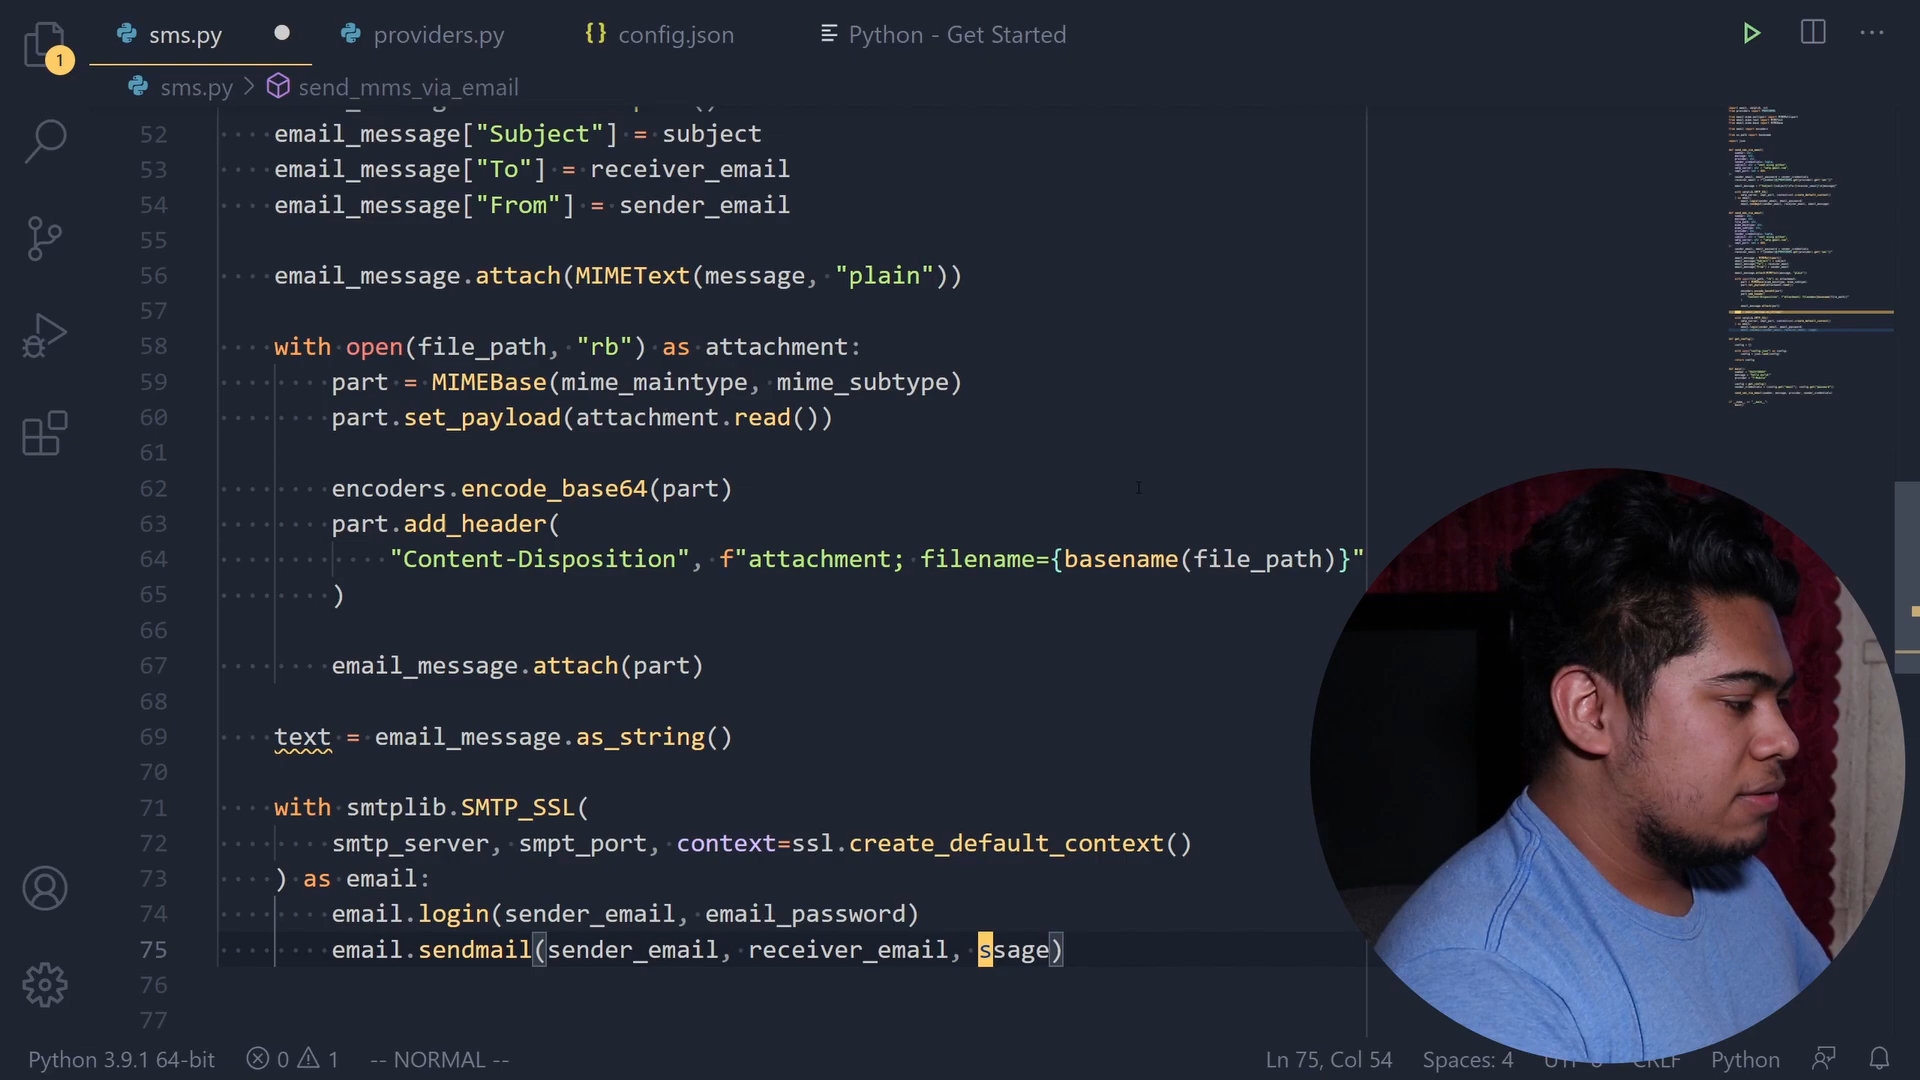 sms.py
providers.py
{} config.json
Python - Get Started
1
sms.py > send_mms_via_email
52 email_message["Subject"] = subject
53 email_message["To"] = receiver_email
54 email_message["From"] = sender_email
55
56 email_message.attach(MIMEText(message, "plain"))
57
58 with open(file_path, "rb") as attachment:
59 part = MIMEBase(mime_maintype, mime_subtype)
60 part.set_payload(attachment.read())
61
62 encoders.encode_base64(part)
63 part.add_header(
64 "Content-Disposition", f"attachment; filename={basename(file_path)}"
65 )
66
67 email_message.attach(part)
68
69 text = email_message.as_string()
70
71 with smtplib.SMTP_SSL(
72 smtp_server, smpt_port, context=ssl.create_default_context()
73 ) as email:
74 email.login(sender_email, email_password)
75 email.sendmail(sender_email, receiver_email, ssage)
76
77
Python 3.9.1 64-bit
0
1
-- NORMAL --
Ln 75, Col 54
Spaces: 4
Python